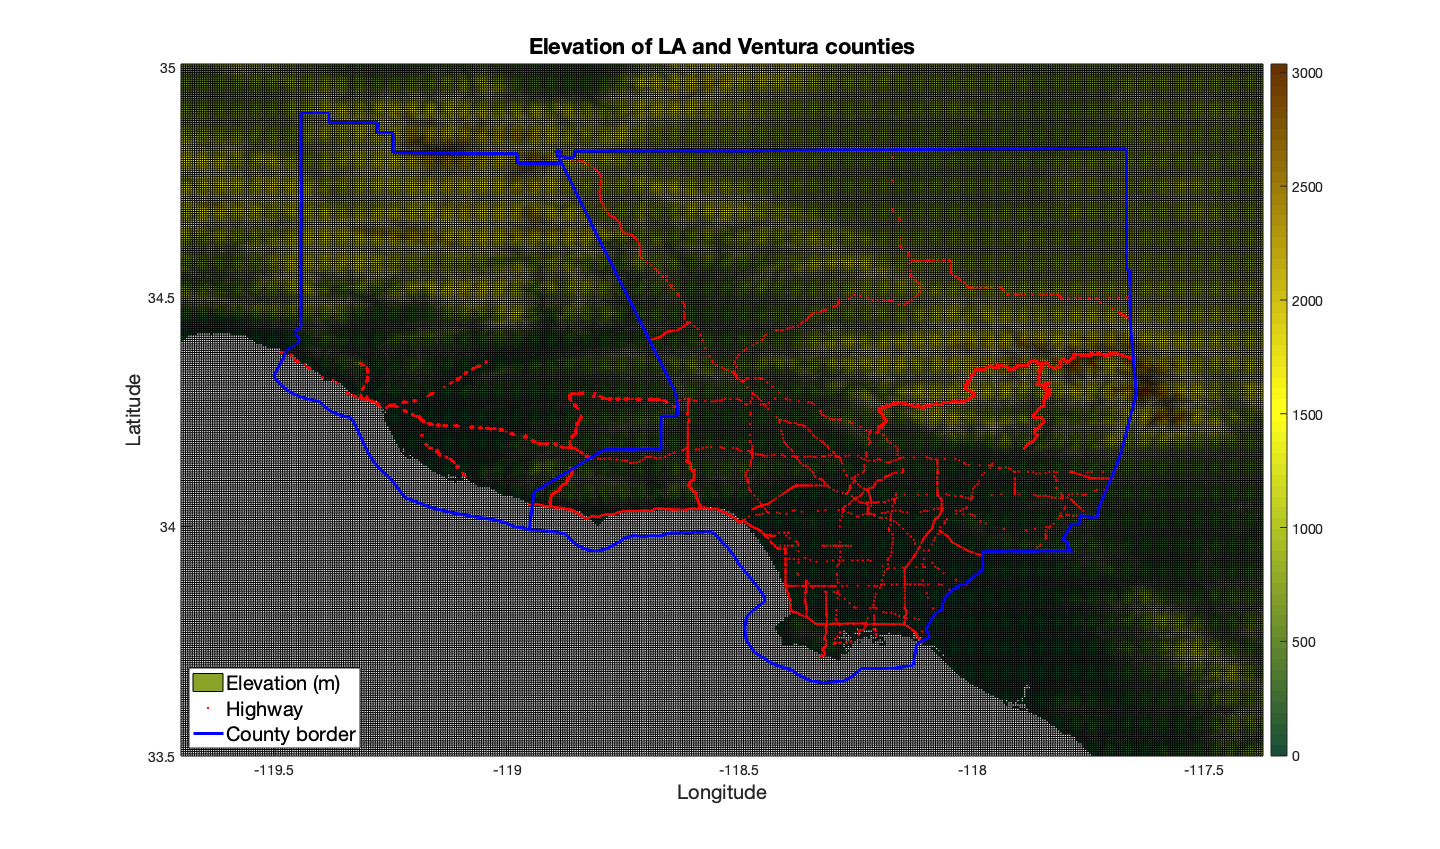 Elevation of LA and Ventura counties
35
34.5
34
33.5
Latitude
-119.5
-119
-118.5
-118
-117.5
Longitude
3000
2500
2000
1500
1000
500
0
Elevation (m)
Highway
County border